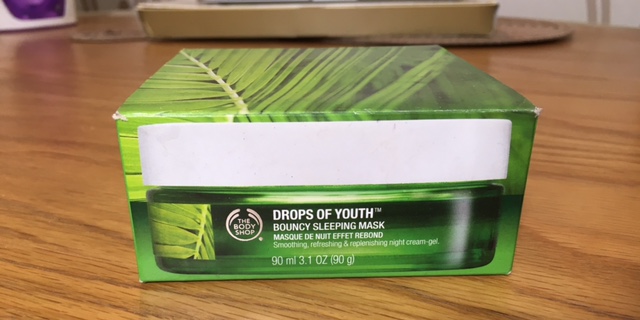 THE
BODY
SHOP
DROPS OF YOUTH™
BOUNCY SLEEPING MASK
MASQUE DE NUIT EFFET REBOND
Smoothing, refreshing & replenishing night cream-gel.
90 ml 3.1 OZ (90 g)